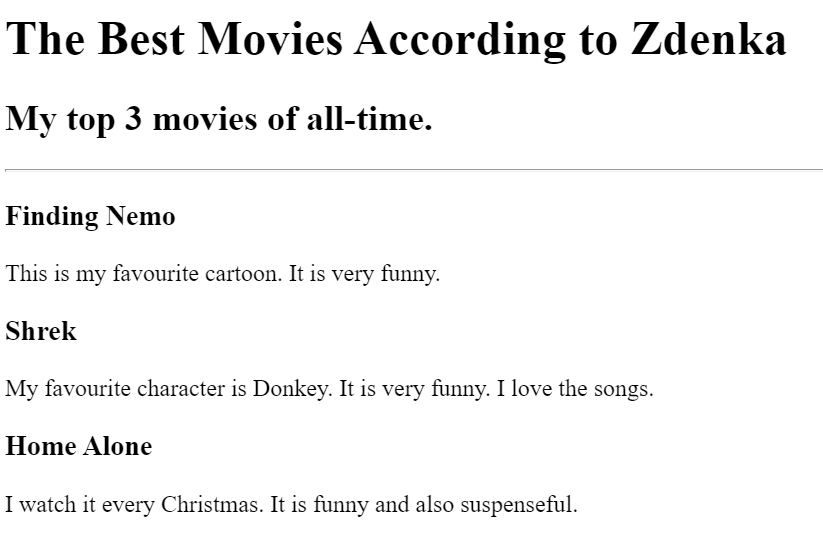 The Best Movies According to Zdenka
My top 3 movies of all-time.
Finding Nemo
This is my favourite cartoon. It is very funny.
Shrek
My favourite character is Donkey. It is very funny. I love the songs.
Home Alone
I watch it every Christmas. It is funny and also suspenseful.